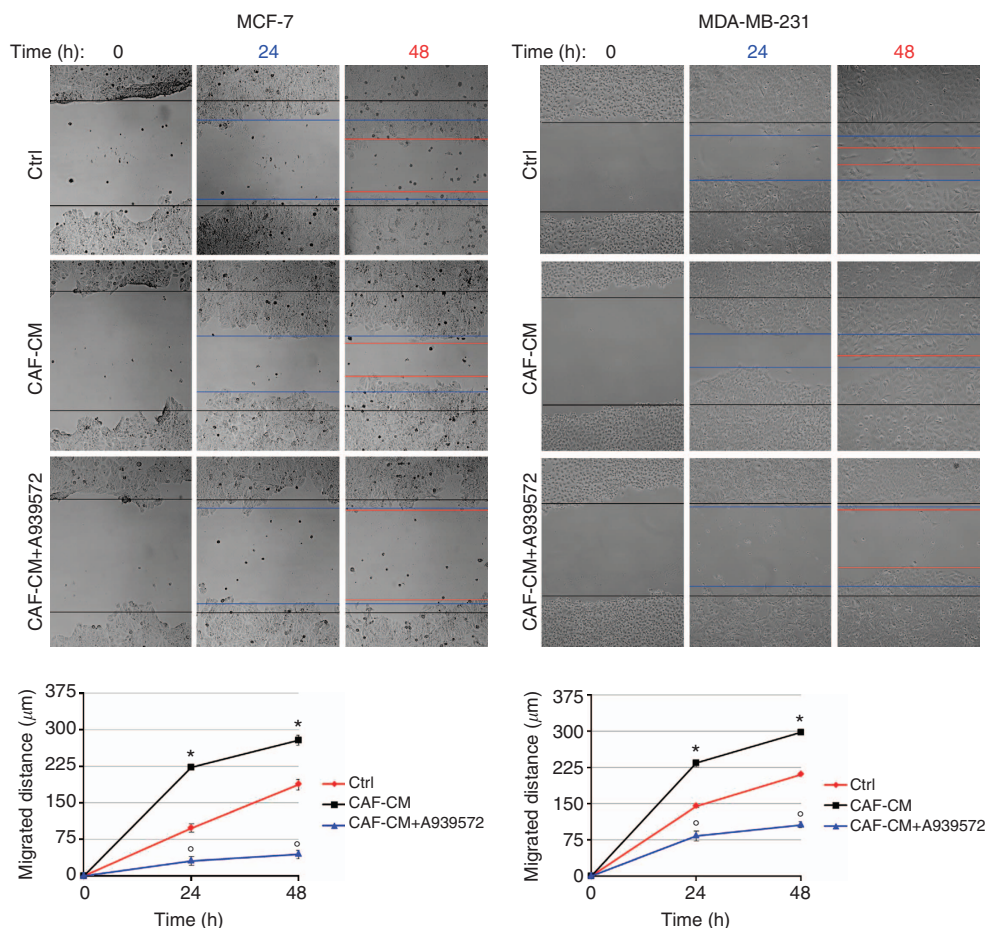 MCF-7
Time (h): 0 24 48
Ctrl
CAF-CM
CAF-CM+A939572
MDA-MB-231
Time (h): 0 24 48
Ctrl
CAF-CM
CAF-CM+A939572
Migrated distance (μm)
375
300
225
150
75
0
* *
° °
0 24 48
Time (h)
Ctrl
CAF-CM
CAF-CM+A939572
Migrated distance (μm)
375
300
225
150
75
0
* *
° °
0 24 48
Time (h)
Ctrl
CAF-CM
CAF-CM+A939572